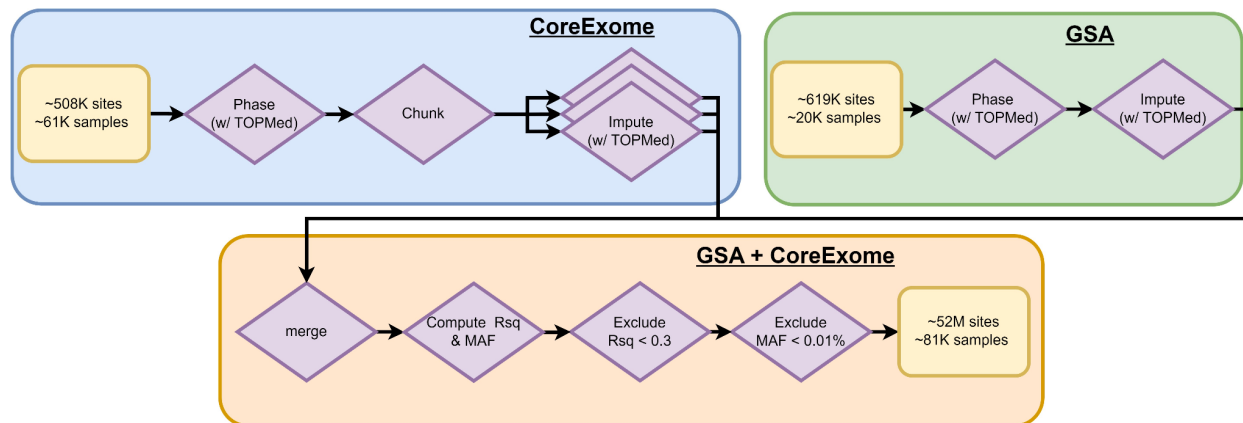 CoreExome
~508K sites
~61K samples
Phase
(w/ TOPMed)
Chunk
Impute
(w/ TOPMed)
GSA
~619K sites
~20K samples
Phase
(w/ TOPMed)
Impute
(w/ TOPMed)
GSA + CoreExome
merge
Compute Rsq
& MAF
Exclude
Rsq < 0.3
Exclude
MAF < 0.01%
~52M sites
~81K samples